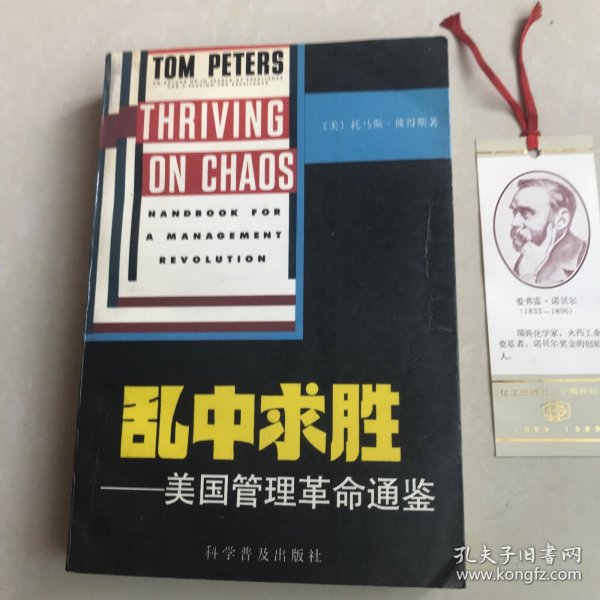 TOM PETERS
THRIVING
ON CHAOS
HANDBOOK FOR
A MANAGEMENT
REVOLUTION
〔美〕托马斯·彼得斯著
乱中求胜
——美国管理革命通鉴
科学普及出版社
爱弗雷·诺贝尔
(1833—1896)
瑞典化学家,火药工业
奠基者,诺贝尔奖金的创始
人。
1953 1983
孔夫子旧书网
www.kongfz.com